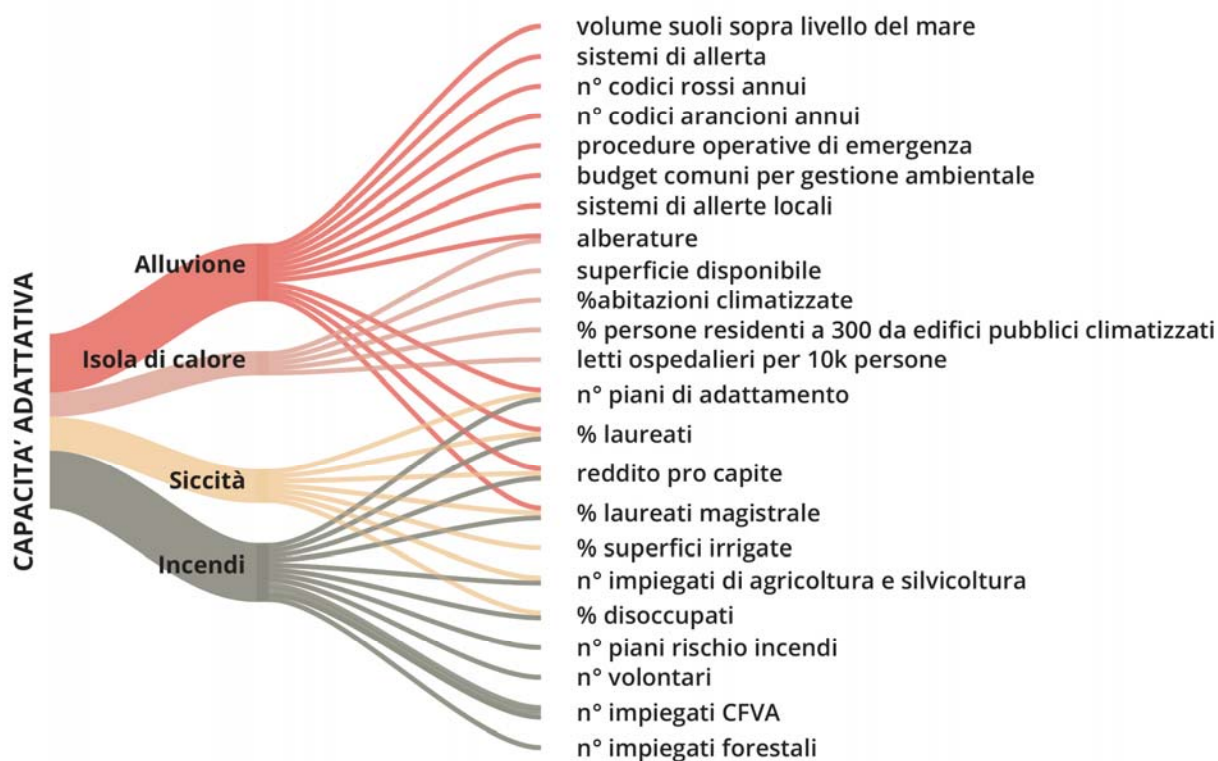 CAPACITA' ADATTATIVA
Alluvione
Isola di calore
Siccità
Incendi
volume suoli sopra livello del mare
sistemi di allerta
n° codici rossi annui
n° codici arancioni annui
procedure operative di emergenza
budget comuni per gestione ambientale
sistemi di allerte locali
alberature
superficie disponibile
%abitazioni climatizzate
% persone residenti a 300 da edifici pubblici climatizzati
letti ospedalieri per 10k persone
n° piani di adattamento
% laureati
reddito pro capite
% laureati magistrale
% superfici irrigate
n° impiegati di agricoltura e silvicoltura
% disoccupati
n° piani rischio incendi
n° volontari
n° impiegati CFVA
n° impiegati forestali